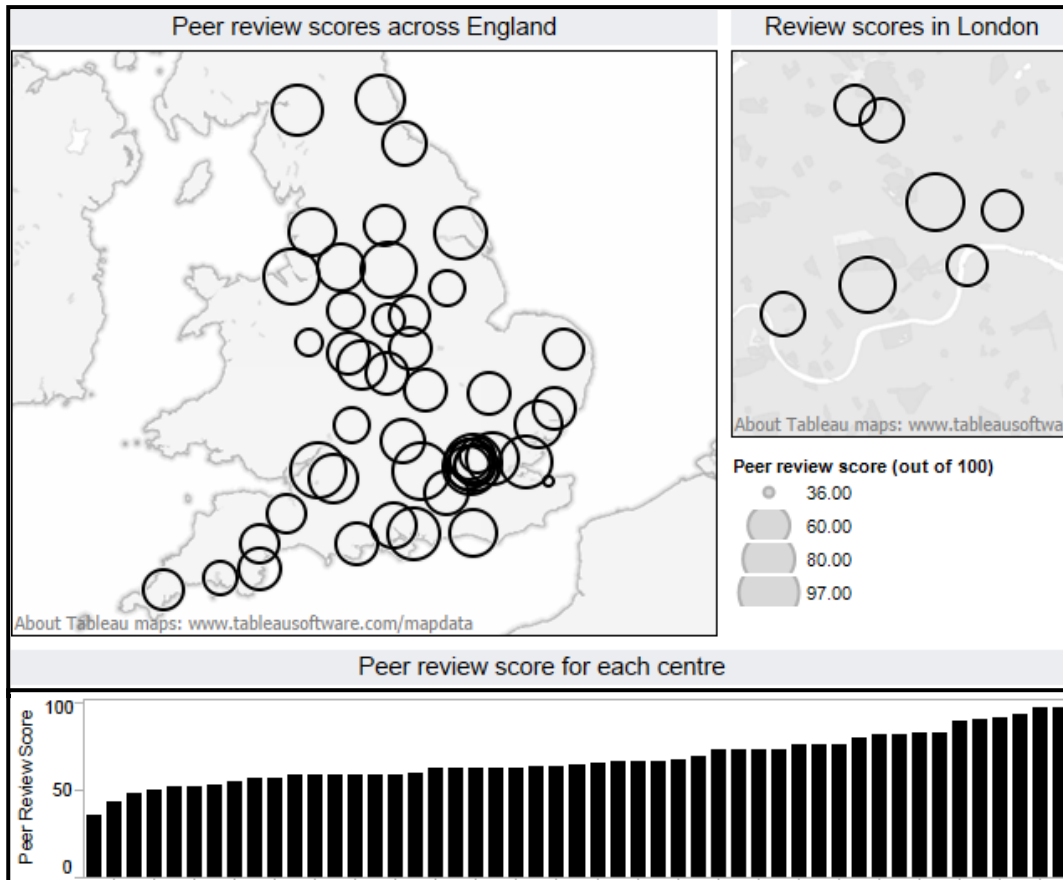 Peer review scores across England
Review scores in London
About Tableau maps: www.tableausoftware.com/mapdata
About Tableau maps: www.tableausoftwa
Peer review score (out of 100)
36.00
60.00
80.00
97.00
Peer review score for each centre
Peer Review Score
100
50
0